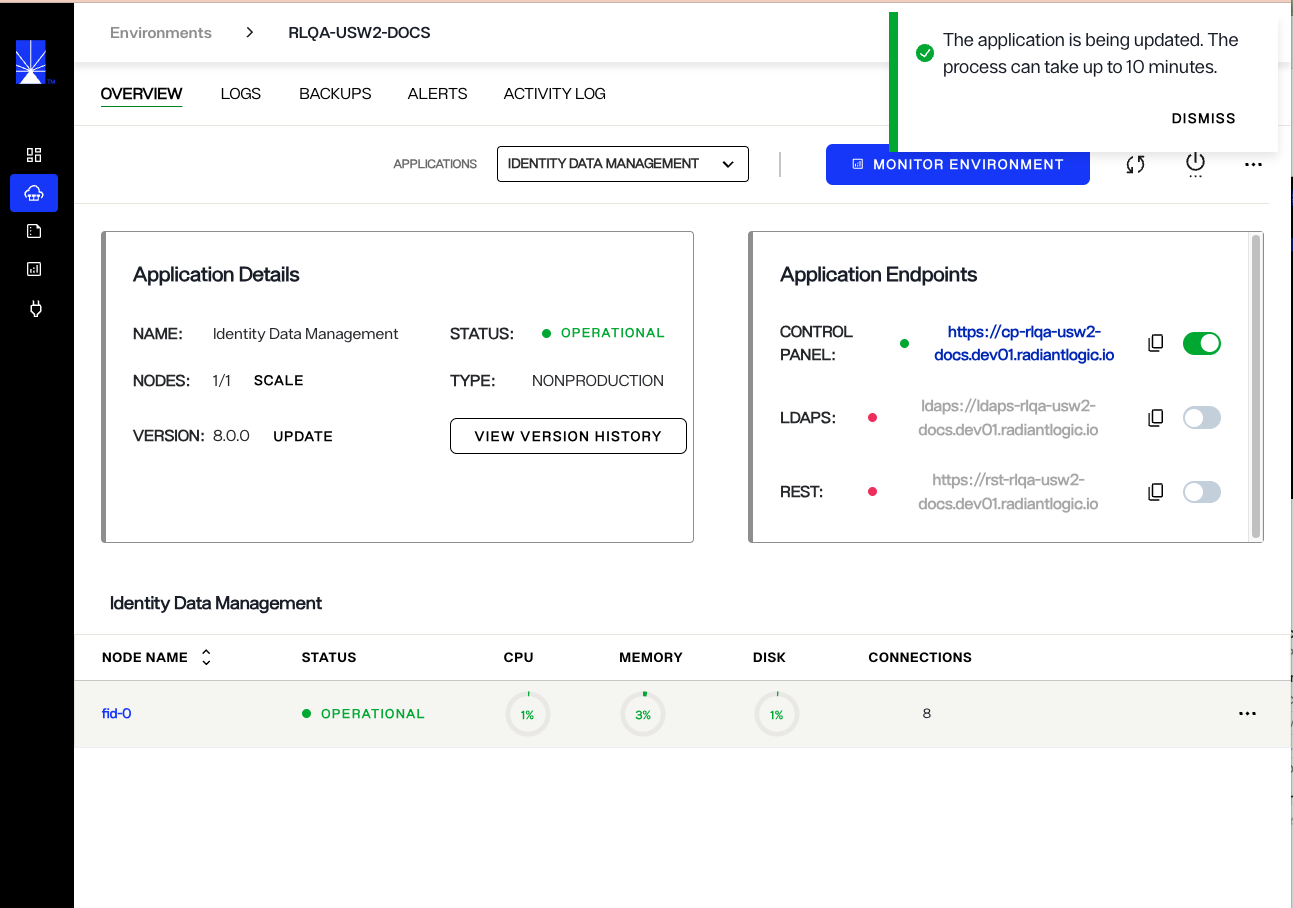 Environments > RLQA-USW2-DOCS
The application is being updated. The
process can take up to 10 minutes.
DISMISS
OVERVIEW LOGS BACKUPS ALERTS ACTIVITY LOG
APPLICATIONS IDENTITY DATA MANAGEMENT MONITOR ENVIRONMENT
Application Details
NAME: Identity Data Management STATUS: OPERATIONAL
NODES: 1/1 SCALE TYPE: NONPRODUCTION
VERSION: 8.0.0 UPDATE VIEW VERSION HISTORY
Application Endpoints
CONTROL
PANEL:
https://cp-rlqa-usw2-
docs.dev01.radiantlogic.io
LDAPS:
ldaps://ldaps-rlqa-usw2-
docs.dev01.radiantlogic.io
REST:
https://rst-rlqa-usw2-
docs.dev01.radiantlogic.io
Identity Data Management
NODE NAME STATUS CPU MEMORY DISK CONNECTIONS
fid-0 OPERATIONAL 1% 3% 1% 8